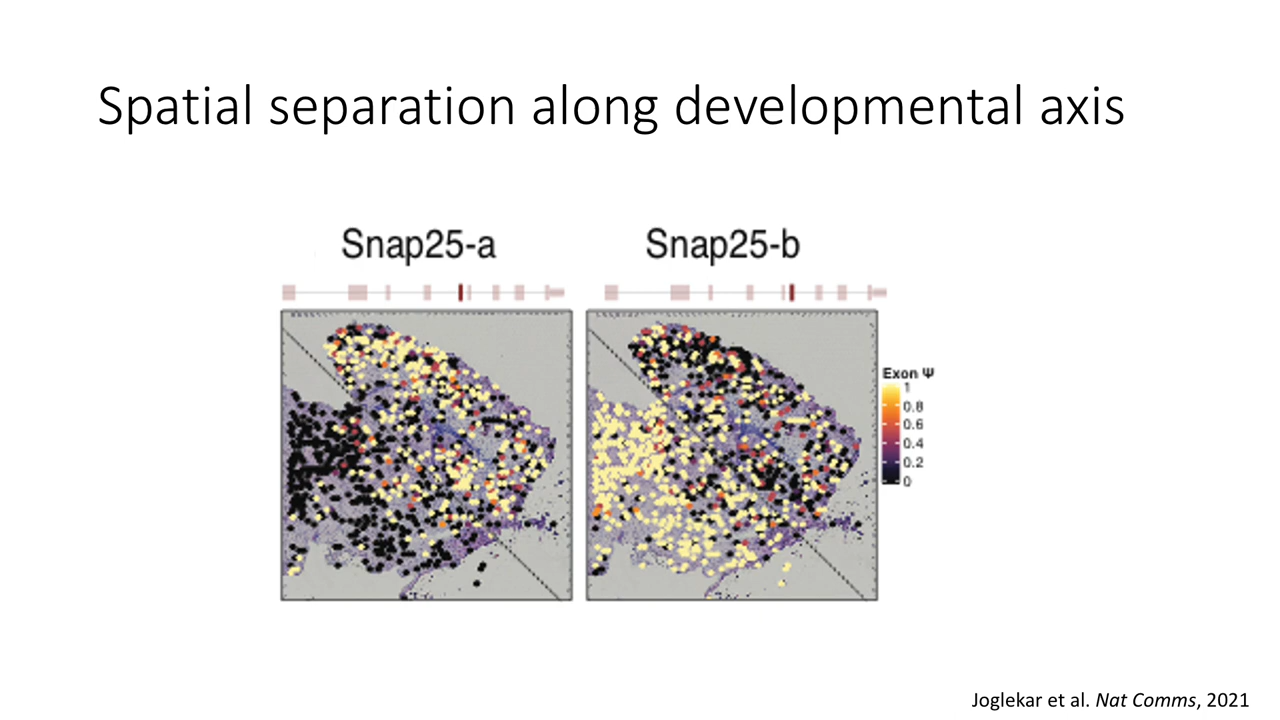 Spatial separation along developmental axis
Snap25-a
Snap25-b
Exon Ψ
1
0.8
0.6
0.4
0.2
0
Joglekar et al. Nat Comms, 2021